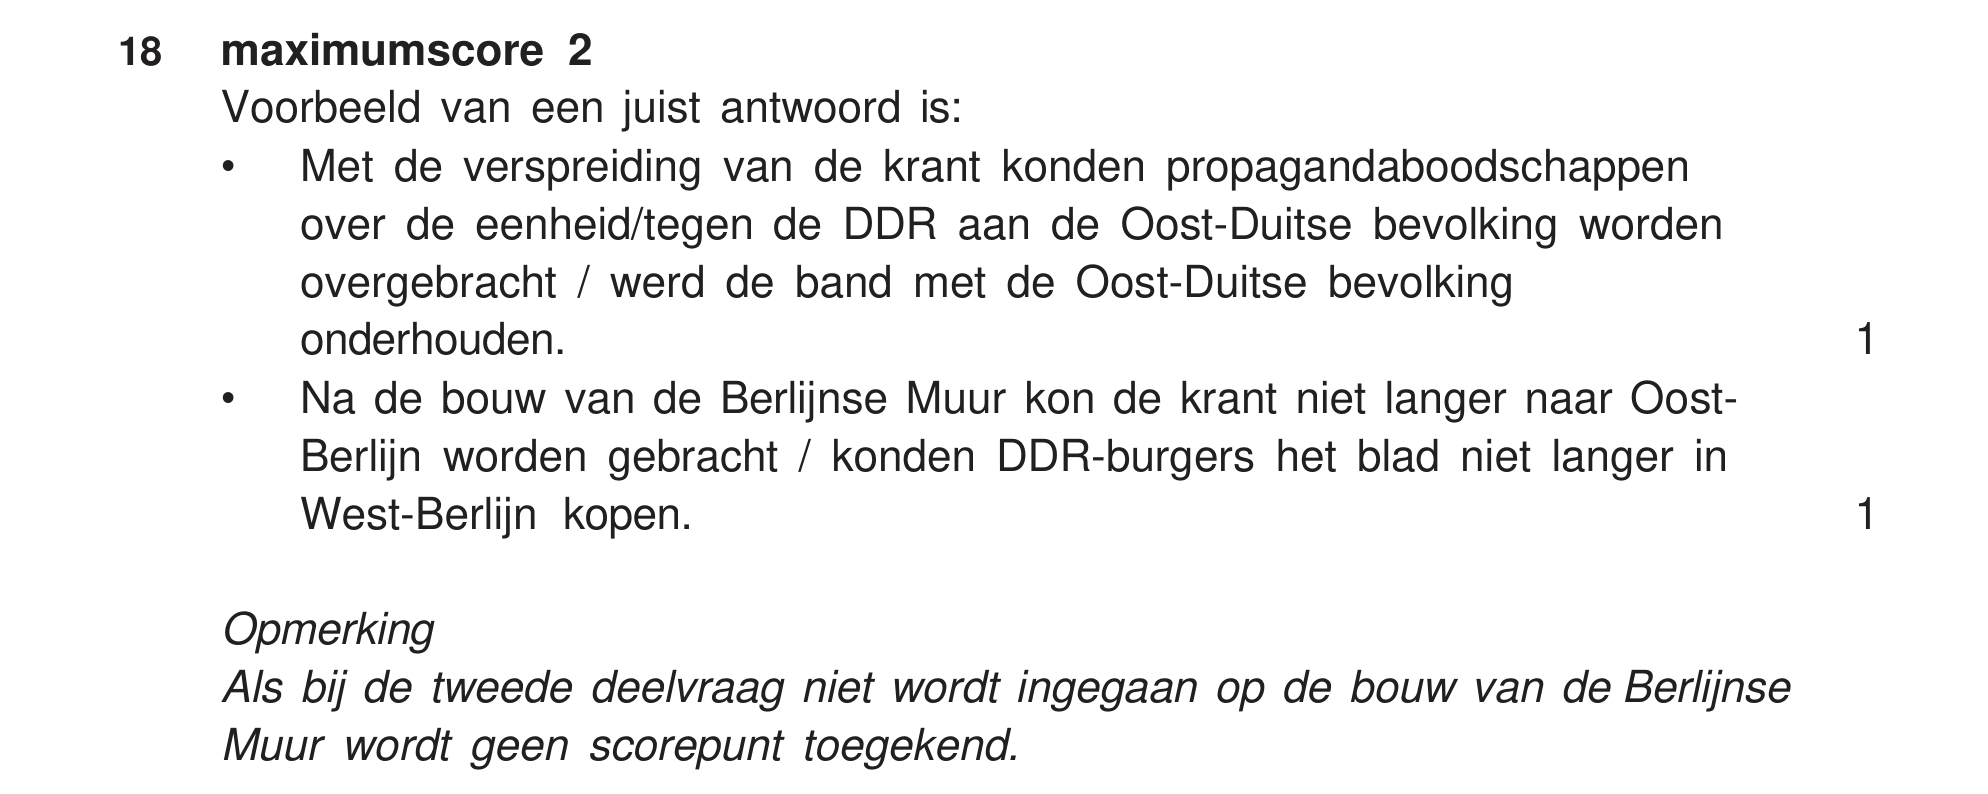 18 maximumscore 2
Voorbeeld van een juist antwoord is:
• Met de verspreiding van de krant konden propagandaboodschappen
over de eenheid/tegen de DDR aan de Oost-Duitse bevolking worden
overgebracht / werd de band met de Oost-Duitse bevolking
onderhouden. 1
• Na de bouw van de Berlijnse Muur kon de krant niet langer naar Oost-
Berlijn worden gebracht / konden DDR-burgers het blad niet langer in
West-Berlijn kopen. 1
Opmerking
Als bij de tweede deelvraag niet wordt ingegaan op de bouw van de Berlijnse
Muur wordt geen scorepunt toegekend.